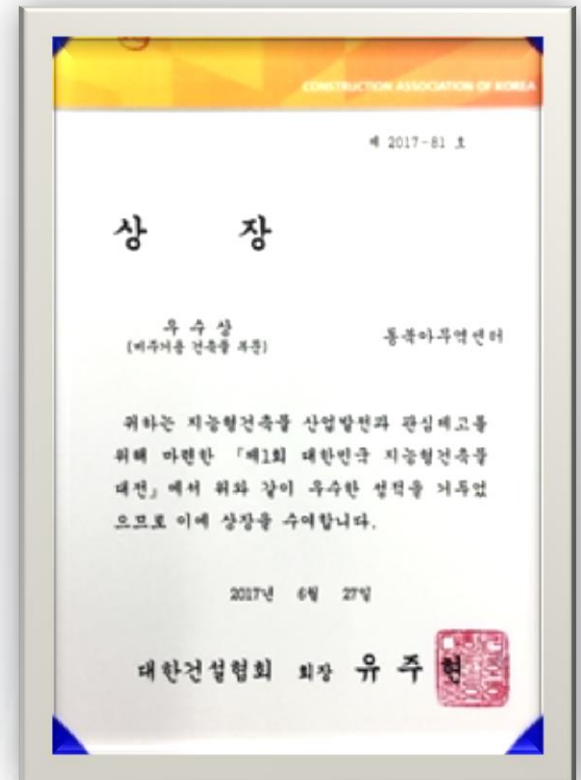 CONSTRUCTION ASSOCIATION OF KOREA
제 2017-81 호
상 장
우 수 상
(비주거용 건축물 부문)
동북아무역센터
귀하는 지능형건축물 산업발전과 관심제고를
위해 마련한 「제1회 대한민국 지능형건축물
대전」에서 위와 같이 우수한 성적을 거두었
으므로 이에 상장을 수여합니다.
2017년 6월 27일
대한건설협회 회장 유 주 현